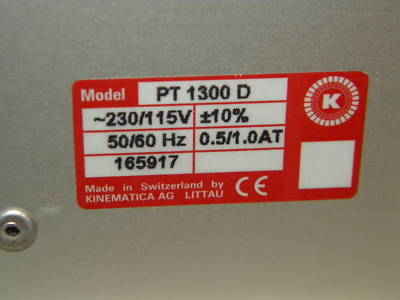 Model PT 1300 D
~230/115V ±10%
50/60 Hz 0.5/1.0AT
165917
K
Made in Switzerland by
KINEMATICA AG LITTAU
CE